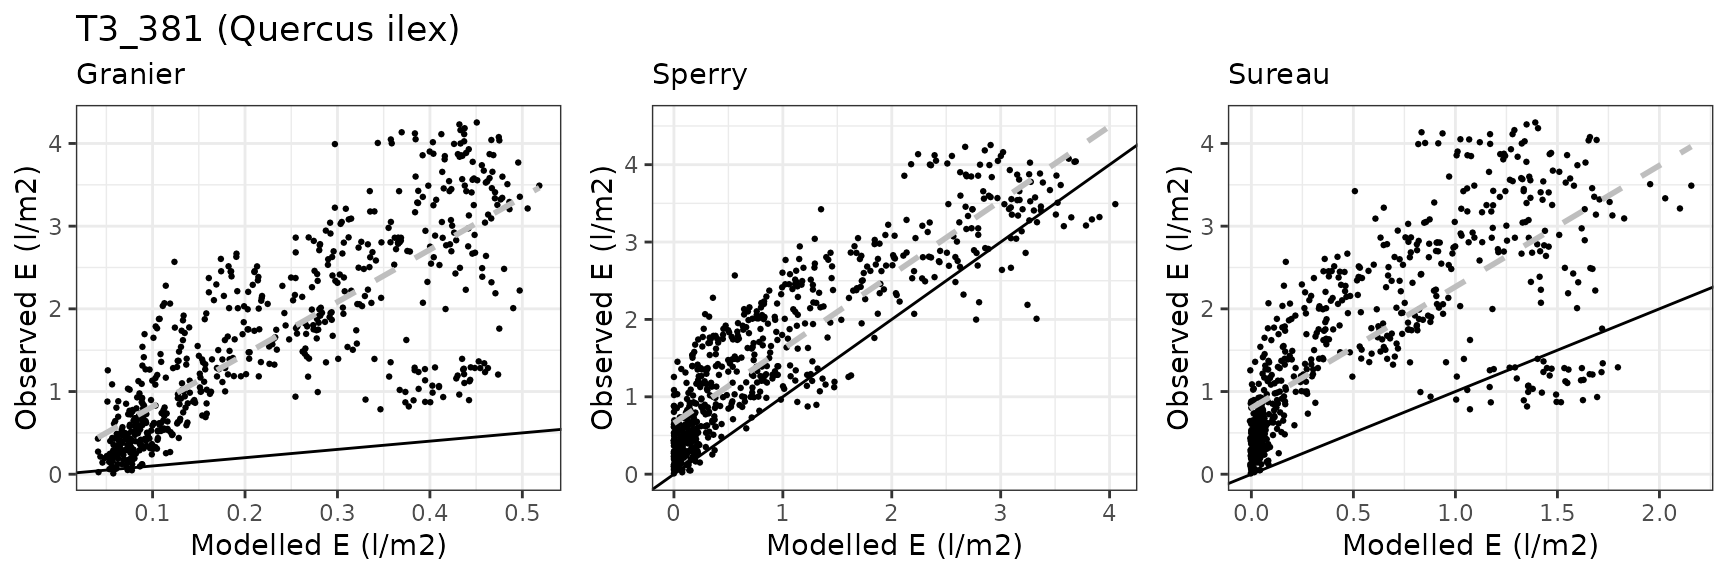 T3_381 (Quercus ilex)
Granier
Observed E (l/m2)
4
3
2
1
0
0.1 0.2 0.3 0.4 0.5
Modelled E (l/m2)
Sperry
Observed E (l/m2)
4
3
2
1
0
0 1 2 3 4
Modelled E (l/m2)
Sureau
Observed E (l/m2)
4
3
2
1
0
0.0 0.5 1.0 1.5 2.0
Modelled E (l/m2)